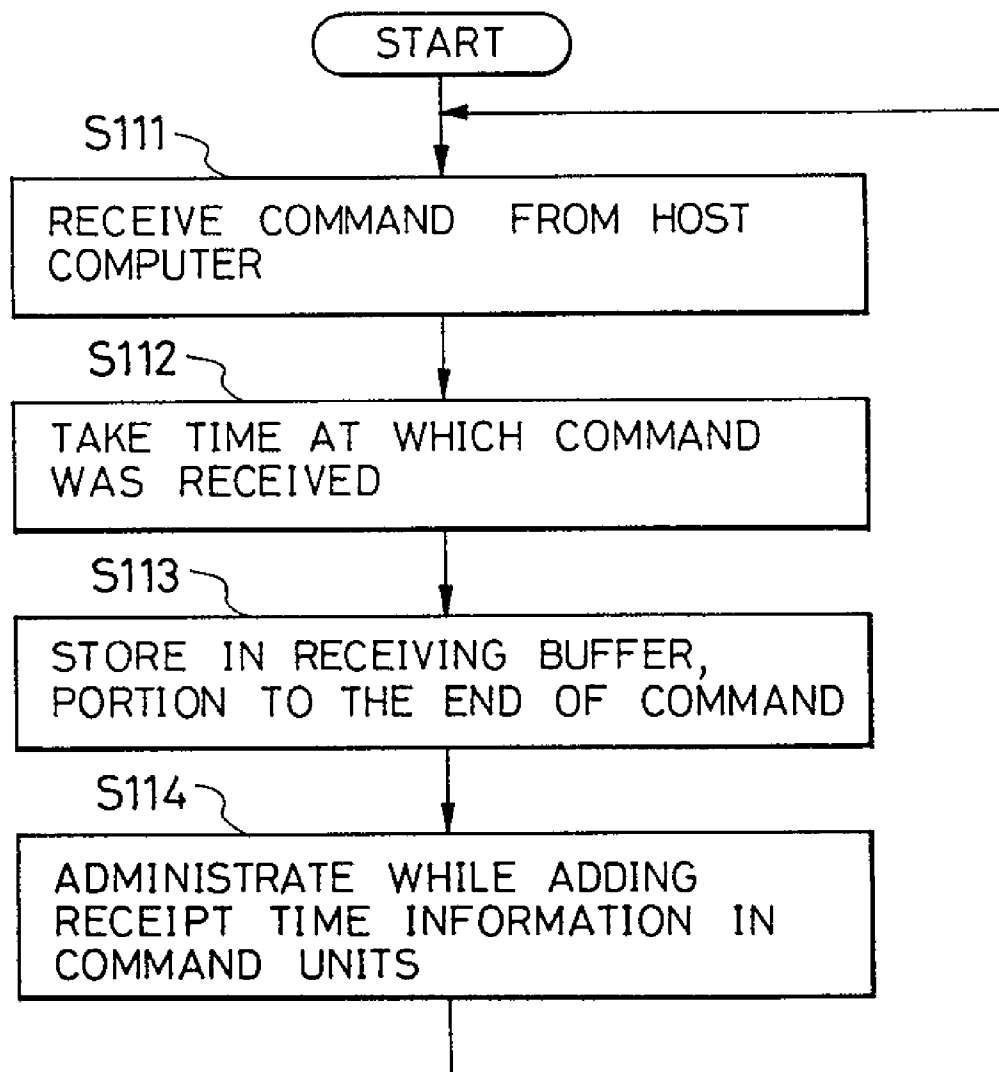 START
S111
RECEIVE COMMAND FROM HOST
COMPUTER
S112
TAKE TIME AT WHICH COMMAND
WAS RECEIVED
S113
STORE IN RECEIVING BUFFER,
PORTION TO THE END OF COMMAND
S114
ADMINISTRATE WHILE ADDING
RECEIPT TIME INFORMATION IN
COMMAND UNITS